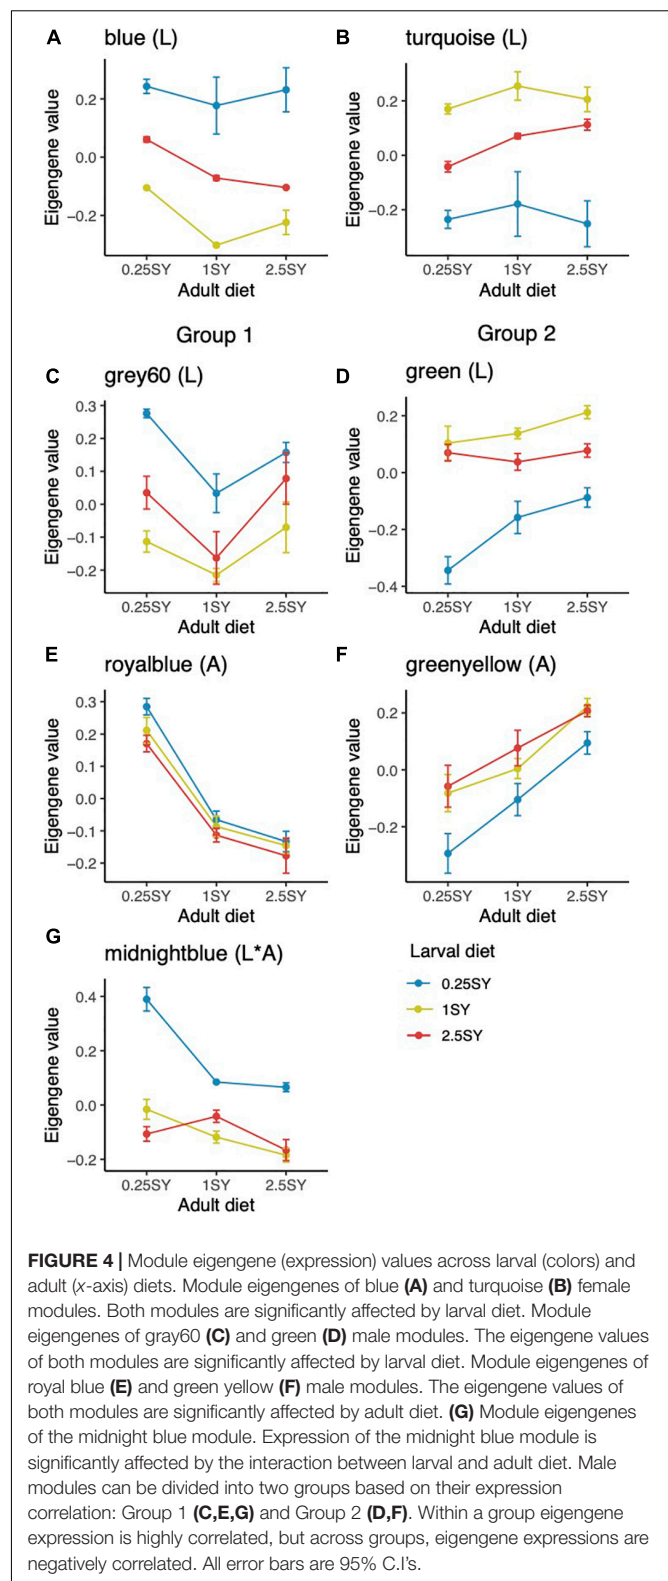 A blue (L)
B turquoise (L)
Eigengene value
0.2
0.0
−0.2
0.25SY 1SY 2.5SY
Adult diet
Eigengene value
0.2
0.0
−0.2
0.25SY 1SY 2.5SY
Adult diet
Group 1
Group 2
C grey60 (L)
D green (L)
Eigengene value
0.3
0.2
0.1
0.0
−0.1
−0.2
0.25SY 1SY 2.5SY
Adult diet
Eigengene value
0.2
0.0
−0.2
−0.4
0.25SY 1SY 2.5SY
Adult diet
E royalblue (A)
F greenyellow (A)
Eigengene value
0.3
0.2
0.1
0.0
−0.1
−0.2
0.25SY 1SY 2.5SY
Adult diet
Eigengene value
0.2
0.0
−0.2
0.25SY 1SY 2.5SY
Adult diet
G midnightblue (L*A)
Eigengene value
0.4
0.2
0.0
−0.2
0.25SY 1SY 2.5SY
Adult diet
Larval diet
0.25SY
1SY
2.5SY
FIGURE 4 | Module eigengene (expression) values across larval (colors) and
adult (x-axis) diets. Module eigengenes of blue (A) and turquoise (B) female
modules. Both modules are significantly affected by larval diet. Module
eigengenes of gray60 (C) and green (D) male modules. The eigengene values
of both modules are significantly affected by larval diet. Module eigengenes of
royal blue (E) and green yellow (F) male modules. The eigengene values of
both modules are significantly affected by adult diet. (G) Module eigengenes
of the midnight blue module. Expression of the midnight blue module is
significantly affected by the interaction between larval and adult diet. Male
modules can be divided into two groups based on their expression
correlation: Group 1 (C,E,G) and Group 2 (D,F). Within a group eigengene
expression is highly correlated, but across groups, eigengene expressions are
negatively correlated. All error bars are 95% C.I's.